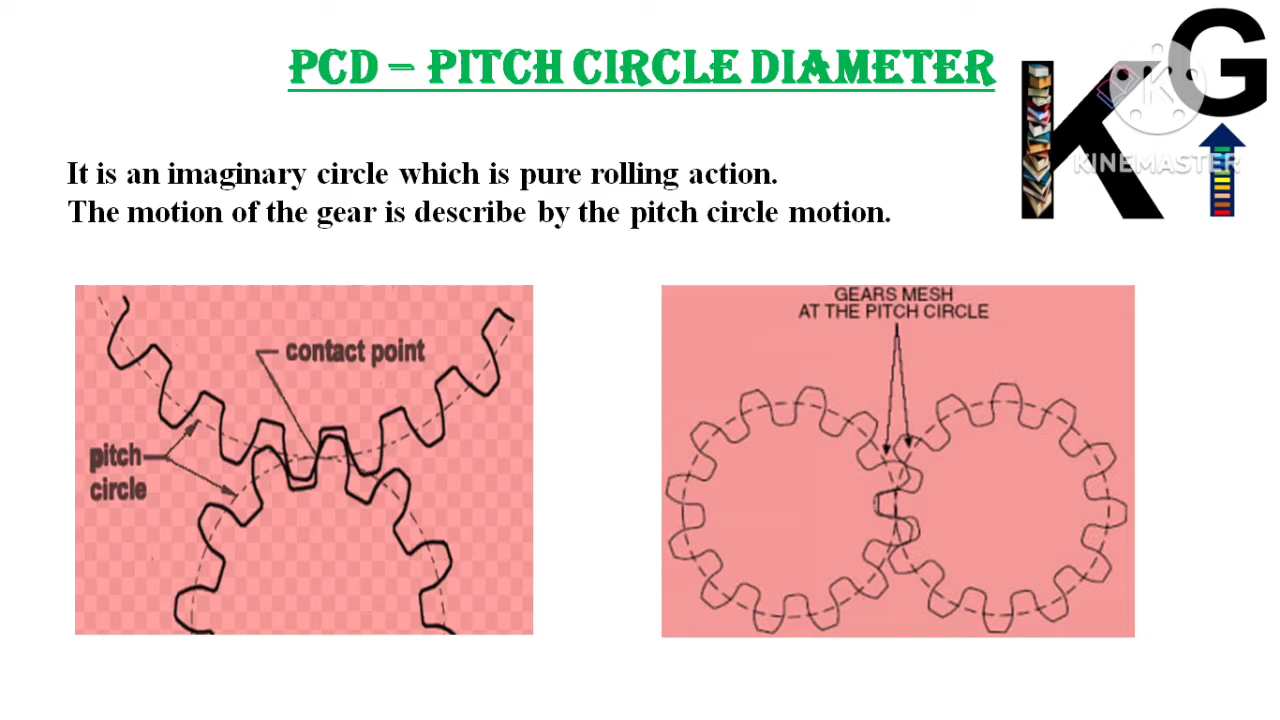 PCD – PITCH CIRCLE DIAMETER
KG
KINEMASTER
It is an imaginary circle which is pure rolling action.
The motion of the gear is describe by the pitch circle motion.
contact point
pitch
circle
GEARS MESH
AT THE PITCH CIRCLE